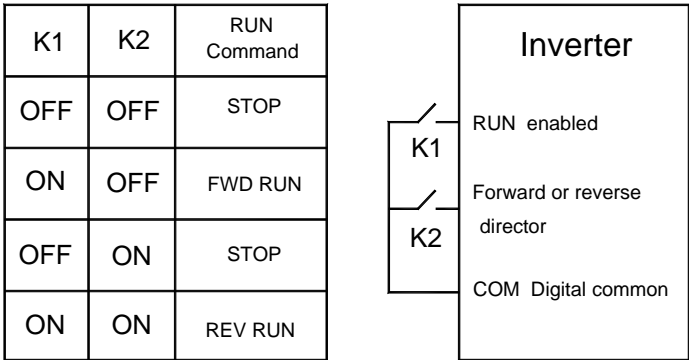 K1 K2 RUN
Command
OFF OFF STOP
ON OFF FWD RUN
OFF ON STOP
ON ON REV RUN
Inverter
RUN enabled
K1
Forward or reverse
director
K2
COM Digital common